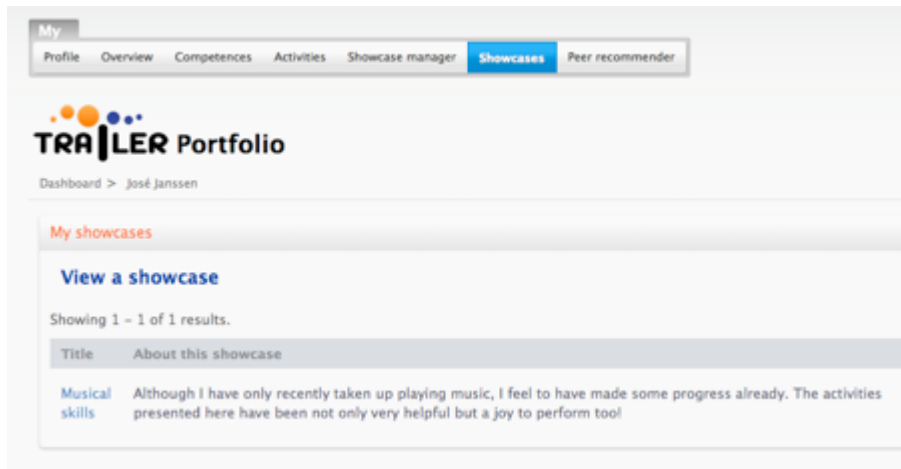 My
Profile Overview Competences Activities Showcase manager Showcases Peer recommender
TRAILER Portfolio
Dashboard > José Janssen
My showcases
View a showcase
Showing 1 – 1 of 1 results.
Title About this showcase
Musical Although I have only recently taken up playing music, I feel to have made some progress already. The activities
skills presented here have been not only very helpful but a joy to perform too!